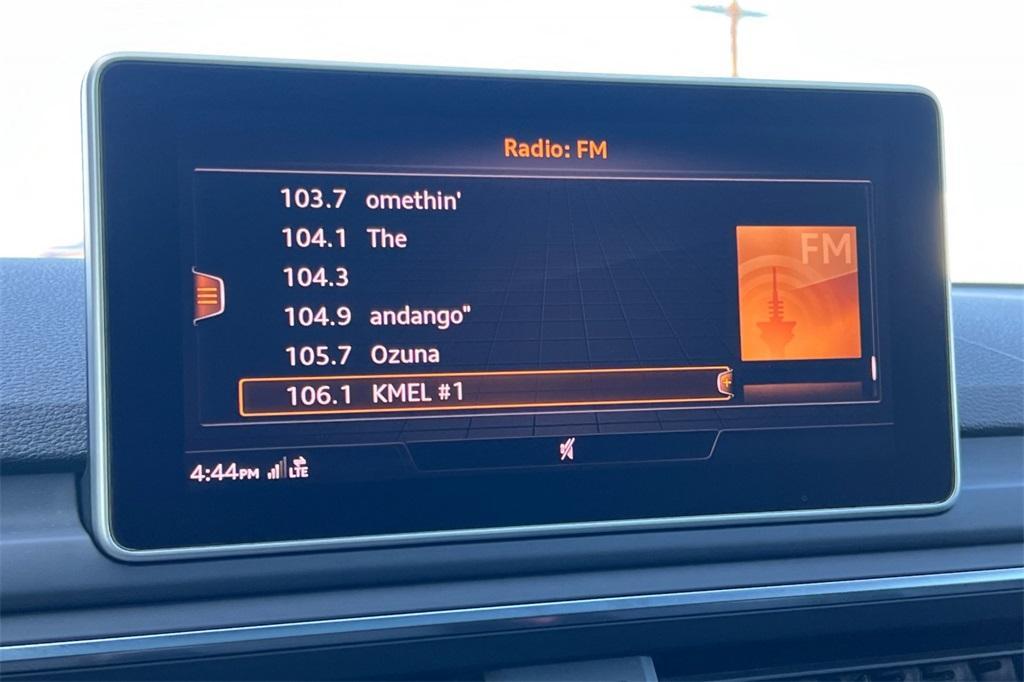 Radio: FM
103.7 omethin'
104.1 The
104.3
104.9 andango"
105.7 Ozuna
106.1 KMEL #1
FM
4:44PM LTE